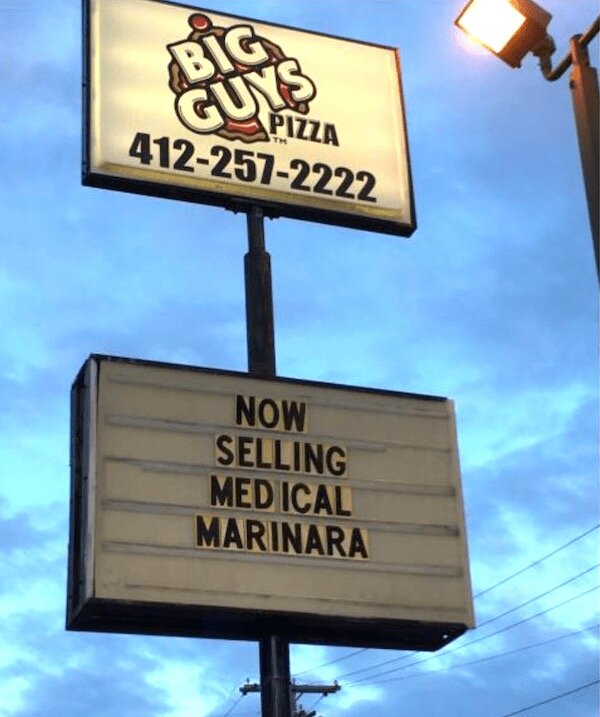 BIG
GUYS
PIZZA
TM
412-257-2222
NOW
SELLING
MEDICAL
MARINARA